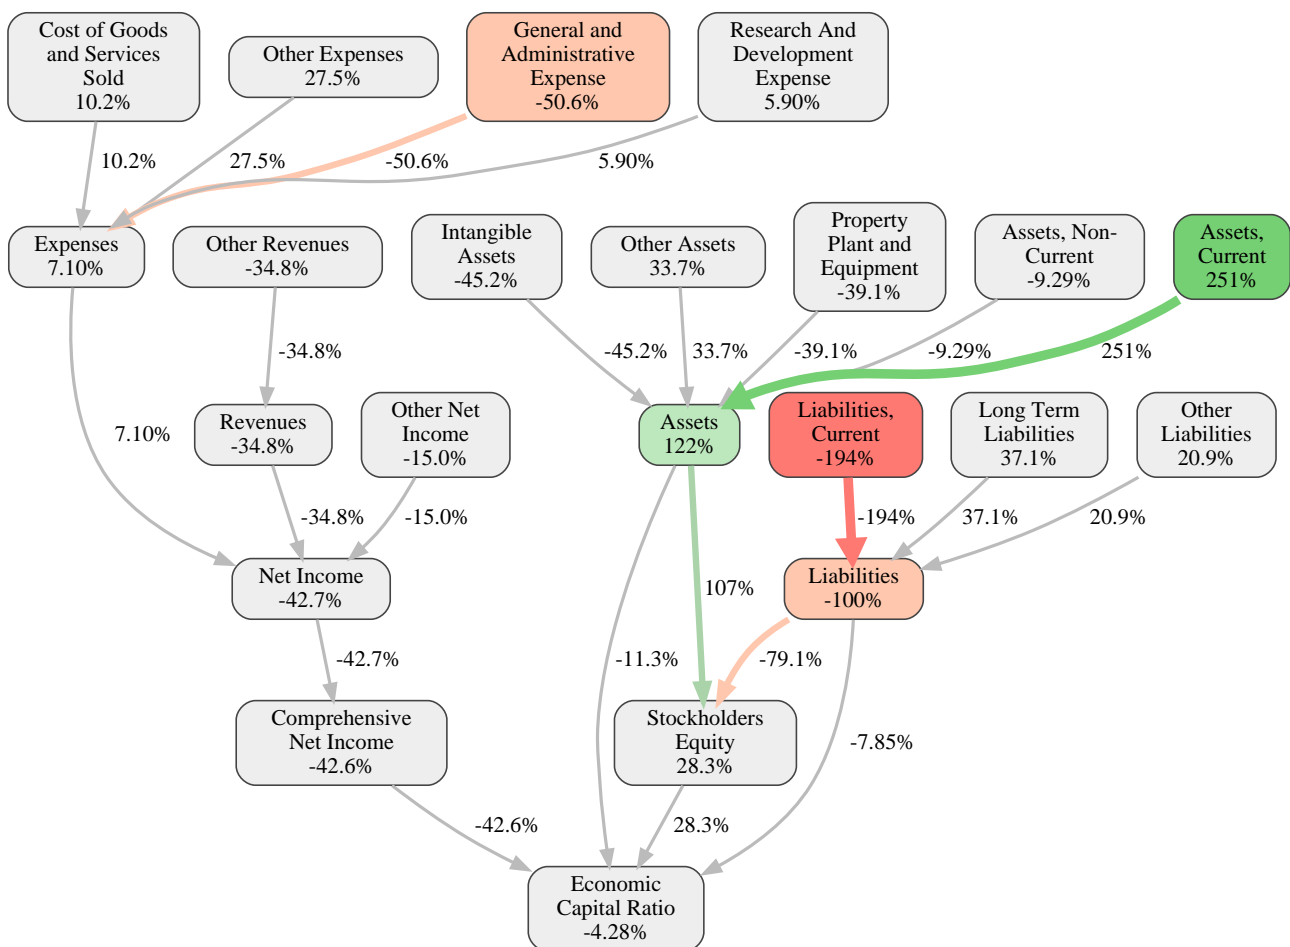 Cost of Goods
and Services
Sold
10.2%
Other Expenses
27.5%
General and
Administrative
Expense
-50.6%
Research And
Development
Expense
5.90%
10.2%
27.5%
-50.6%
5.90%
Expenses
7.10%
Other Revenues
-34.8%
Intangible
Assets
-45.2%
Other Assets
33.7%
Property
Plant and
Equipment
-39.1%
Assets, Non-
Current
-9.29%
Assets,
Current
251%
-34.8%
-45.2%
33.7%
-39.1%
-9.29%
251%
7.10%
Revenues
-34.8%
Other Net
Income
-15.0%
Assets
122%
Liabilities,
Current
-194%
Long Term
Liabilities
37.1%
Other
Liabilities
20.9%
-34.8%
-15.0%
-194%
37.1%
20.9%
Net Income
-42.7%
107%
Liabilities
-100%
-42.7%
-11.3%
-79.1%
Comprehensive
Net Income
-42.6%
Stockholders
Equity
28.3%
-7.85%
-42.6%
28.3%
Economic
Capital Ratio
-4.28%